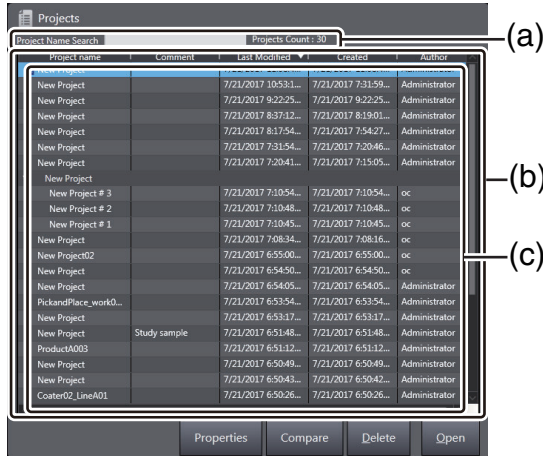 Projects
Project Name Search Projects Count : 30 (a)
Project name Comment Last Modified Created Author
New Project
New Project 7/21/2017 10:53:1... 7/21/2017 7:31:59... Administrator
New Project 7/21/2017 9:22:25... 7/21/2017 9:22:25... Administrator
New Project 7/21/2017 8:37:12... 7/21/2017 8:19:01... Administrator
New Project 7/21/2017 8:17:54... 7/21/2017 7:54:27... Administrator
New Project 7/21/2017 7:31:54... 7/21/2017 7:20:46... Administrator
New Project 7/21/2017 7:20:41... 7/21/2017 7:15:05... Administrator
New Project (b)
New Project # 3 7/21/2017 7:10:54... 7/21/2017 7:10:54... oc
New Project # 2 7/21/2017 7:10:48... 7/21/2017 7:10:48... oc
New Project # 1 7/21/2017 7:10:45... 7/21/2017 7:10:45... oc
New Project 7/21/2017 7:08:34... 7/21/2017 7:08:16... oc
New Project02 7/21/2017 6:55:00... 7/21/2017 6:55:00... oc (c)
New Project 7/21/2017 6:54:50... 7/21/2017 6:54:50... oc
New Project 7/21/2017 6:54:05... 7/21/2017 6:54:05... Administrator
PickandPlace_work0... 7/21/2017 6:53:54... 7/21/2017 6:53:54... Administrator
New Project 7/21/2017 6:53:17... 7/21/2017 6:53:17... Administrator
New Project Study sample 7/21/2017 6:51:48... 7/21/2017 6:51:48... Administrator
ProductA003 7/21/2017 6:51:12... 7/21/2017 6:51:12... Administrator
New Project 7/21/2017 6:50:49... 7/21/2017 6:50:49... Administrator
New Project 7/21/2017 6:50:43... 7/21/2017 6:50:42... Administrator
Coater02_LineA01 7/21/2017 6:50:26... 7/21/2017 6:50:26... Administrator
Properties Compare Delete Open